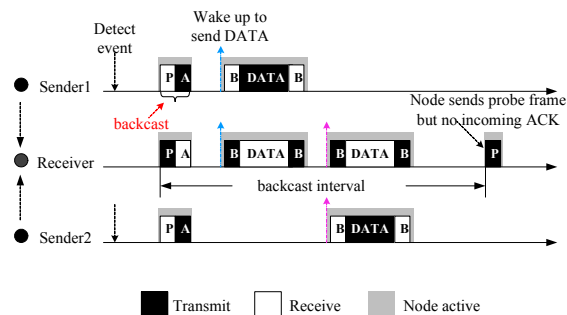 Detect
event
Wake up to
send DATA
P A
B DATA B
Sender1
backcast
Node sends probe frame
but no incoming ACK
P A
B DATA B
B DATA B
P
Receiver
backcast interval
P A
B DATA B
Sender2
Transmit
Receive
Node active